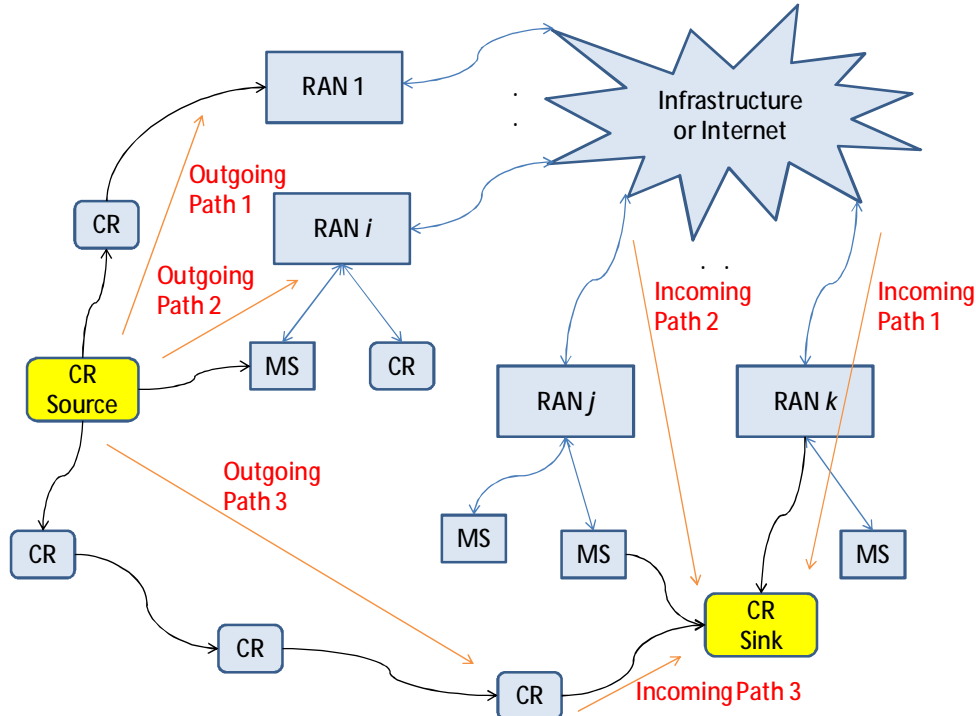 RAN 1
Infrastructure
or Internet
Outgoing
Path 1
CR
RAN i
Outgoing
Path 2
Incoming
Path 2
Incoming
Path 1
MS
CR
CR
Source
RAN j
RAN k
Outgoing
Path 3
MS
MS
MS
CR
CR
Sink
CR
CR
Incoming Path 3